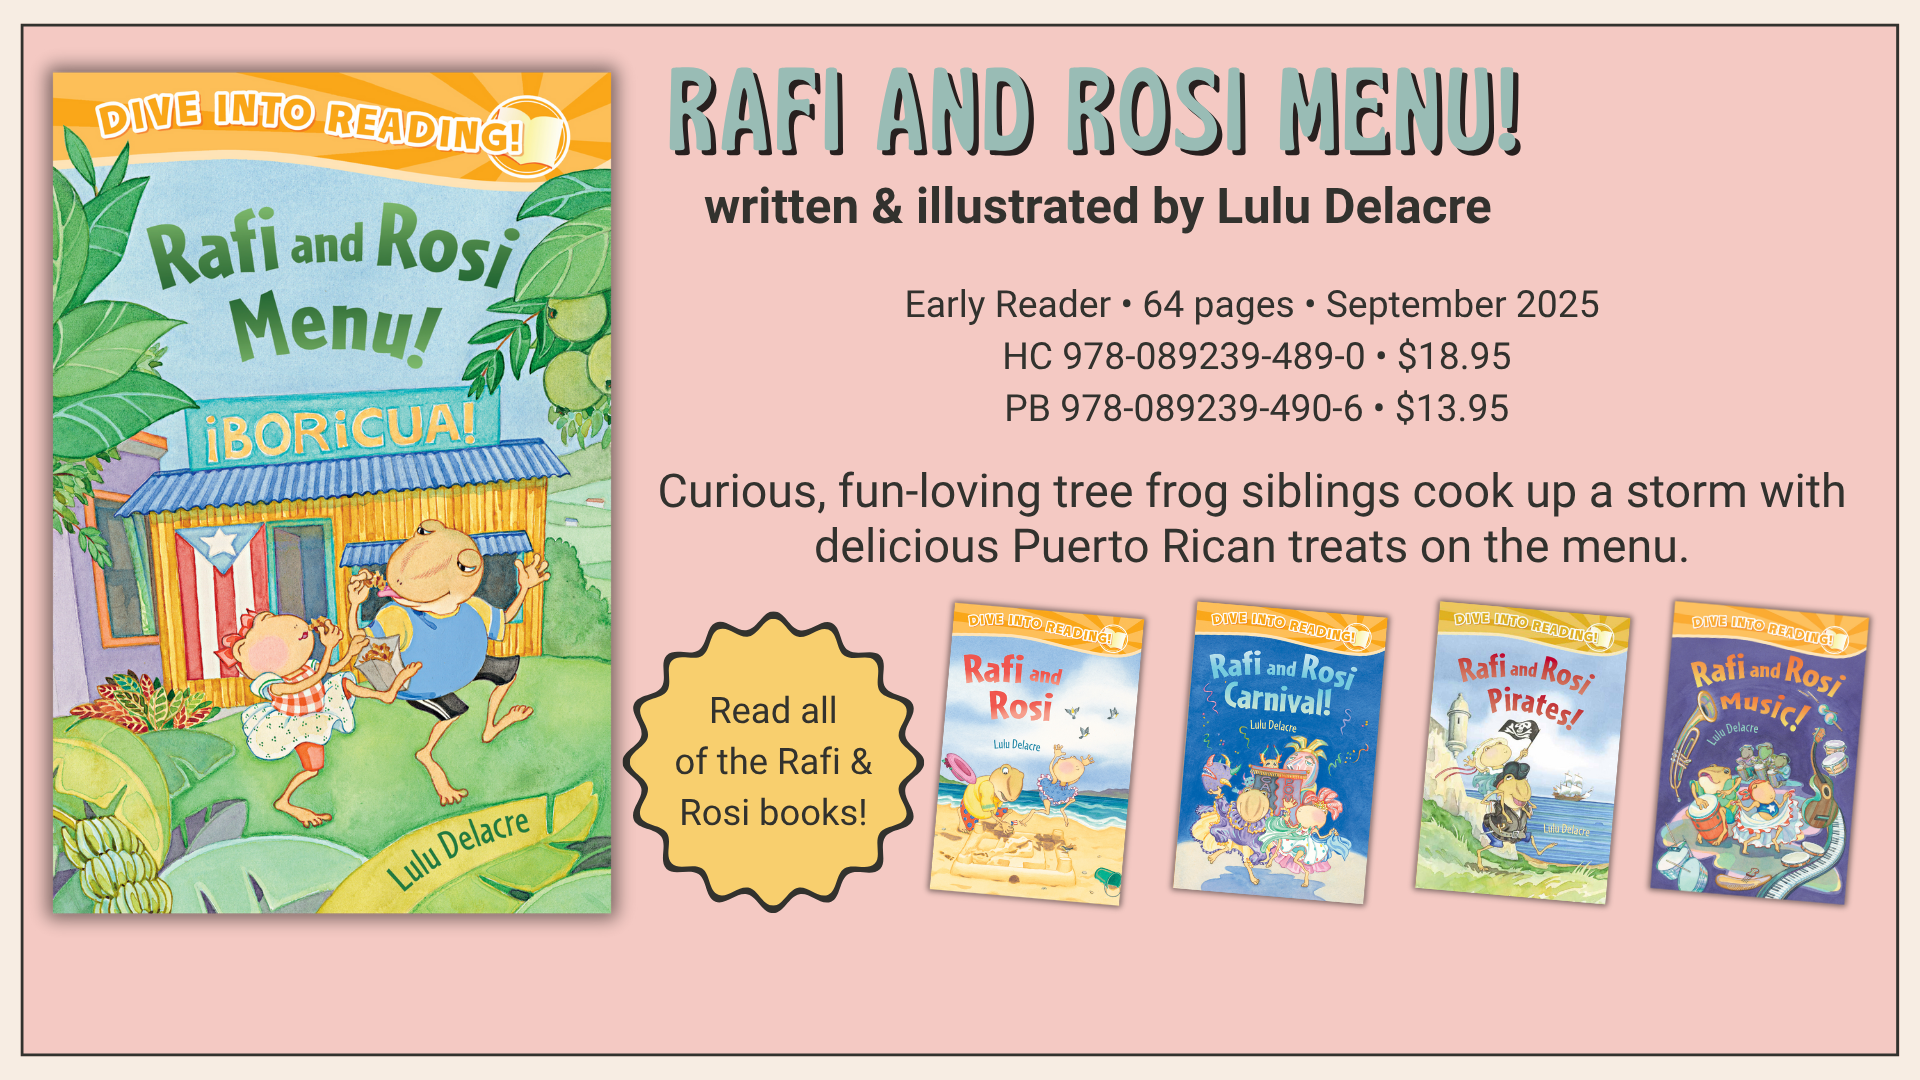 DIVE INTO READING!
Rafi and Rosi
Menu!
¡BORiCUA!
Lulu Delacre
RAFI AND ROSI MENU!
written & illustrated by Lulu Delacre
Early Reader • 64 pages • September 2025
HC 978-089239-489-0 • $18.95
PB 978-089239-490-6 • $13.95
Curious, fun-loving tree frog siblings cook up a storm with
delicious Puerto Rican treats on the menu.
Read all
of the Rafi &
Rosi books!
DIVE INTO READING!
Rafi and
Rosi
Lulu Delacre
DIVE INTO READING!
Rafi and Rosi
Carnival!
Lulu Delacre
DIVE INTO READING!
Rafi and Rosi
Pirates!
Lulu Delacre
DIVE INTO READING!
Rafi and Rosi
Music!
Lulu Delacre